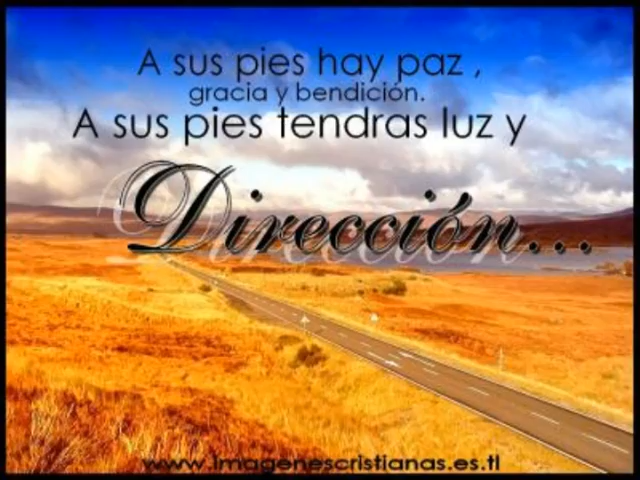 A sus pies hay paz ,
gracia y bendición.
A sus pies tendras luz y
Dirección...
www.imagenescristianas.es.tl